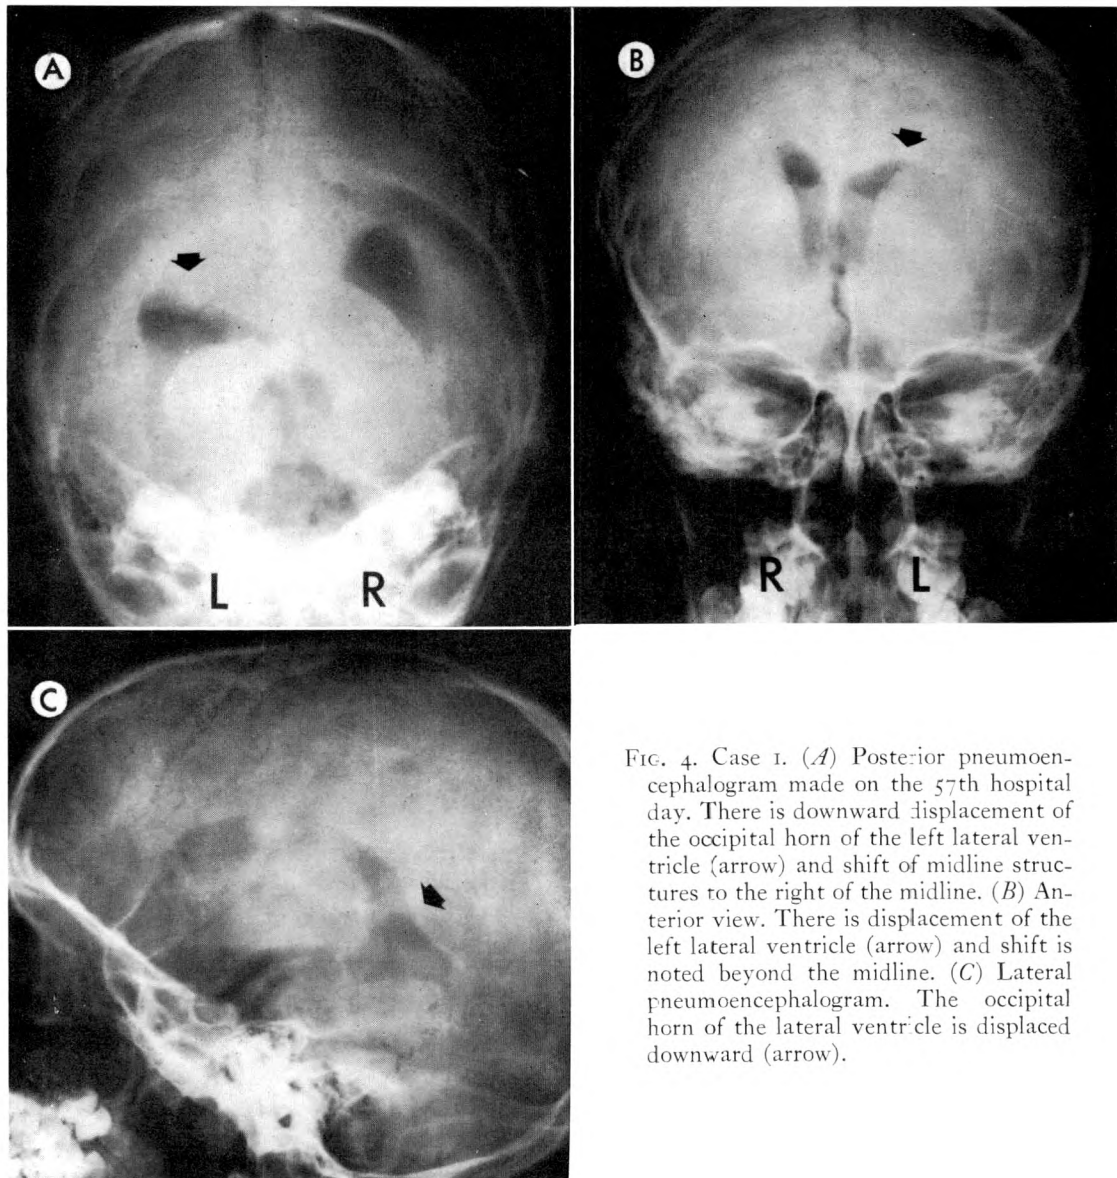 A
B
L R
R L
C
FIG. 4. Case 1. (A) Posterior pneumoen-
cephalogram made on the 57th hospital
day. There is downward displacement of
the occipital horn of the left lateral ven-
tricle (arrow) and shift of midline struc-
tures to the right of the midline. (B) An-
terior view. There is displacement of the
left lateral ventricle (arrow) and shift is
noted beyond the midline. (C) Lateral
pneumoencephalogram. The occipital
horn of the lateral ventricle is displaced
downward (arrow).